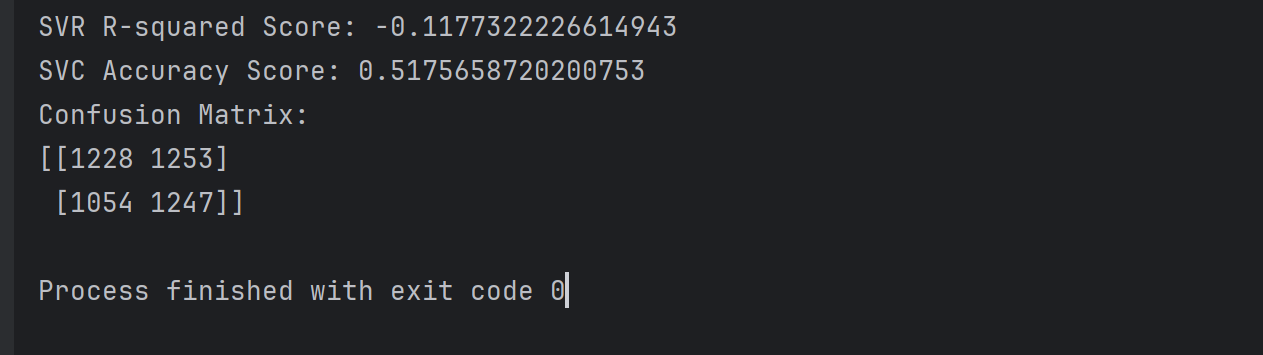 SVR R-squared Score: -0.1177322226614943
SVC Accuracy Score: 0.5175658720200753
Confusion Matrix:
[[1228 1253]
 [1054 1247]]
Process finished with exit code 0